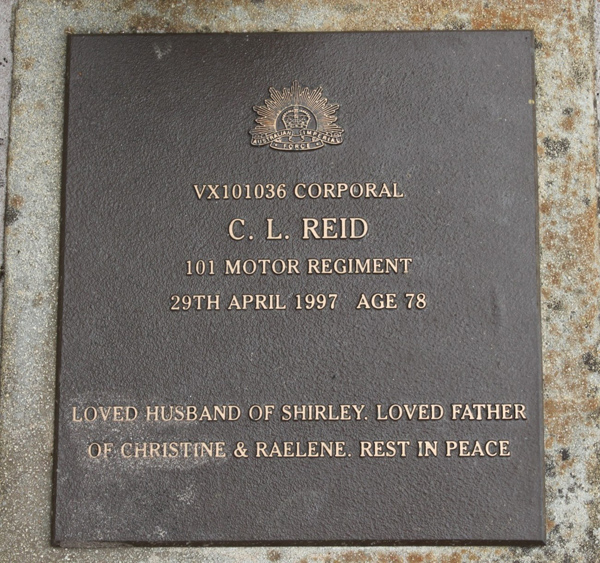 AUSTRALIAN IMPERIAL
FORCE
VX101036 CORPORAL
C. L. REID
101 MOTOR REGIMENT
29TH APRIL 1997 AGE 78
LOVED HUSBAND OF SHIRLEY. LOVED FATHER
OF CHRISTINE & RAELENE. REST IN PEACE